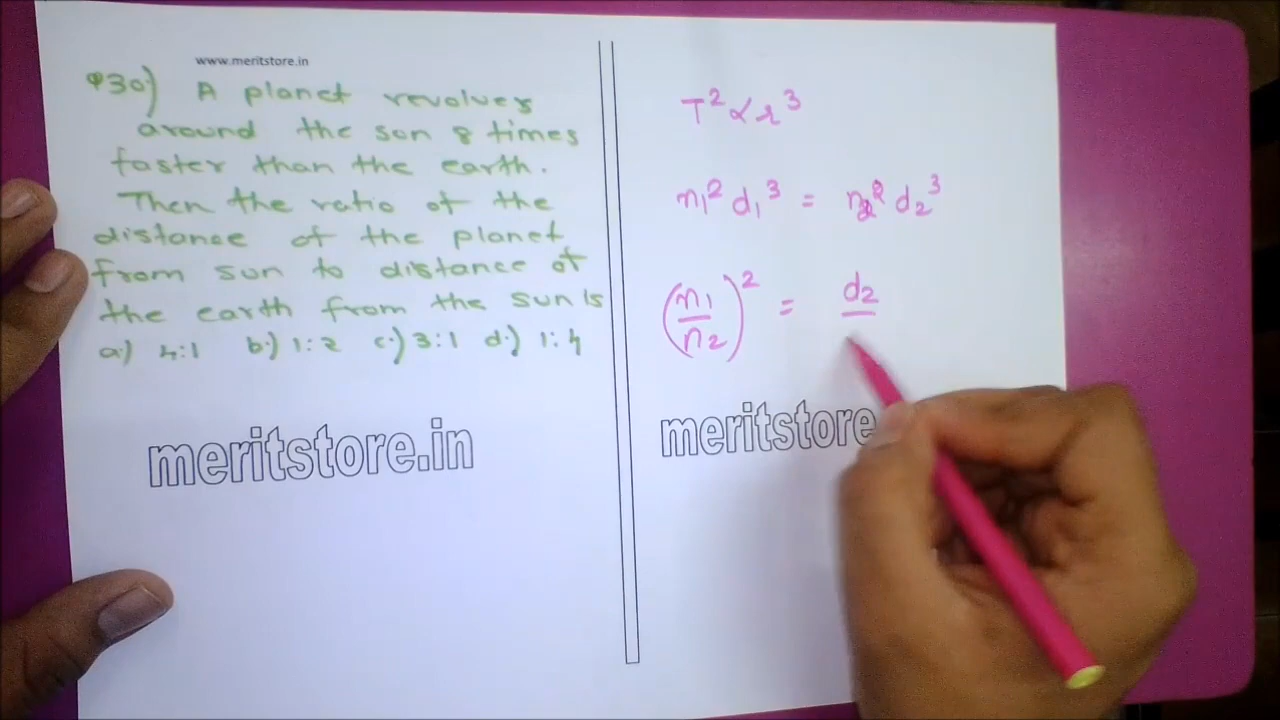 www.meritstore.in
Q30) A planet revolves
around the son 8 times
faster than the earth.
Then the ratio of the
distance of the planet
from sun to distance of
the earth from the sun is
a) 4:1 b) 1:2 c) 3:1 d) 1:4
meritstore.in
T² ∝ r³
n₁² d₁³ = n₂² d₂³
(n₁/n₂)² = d₂
meritstore